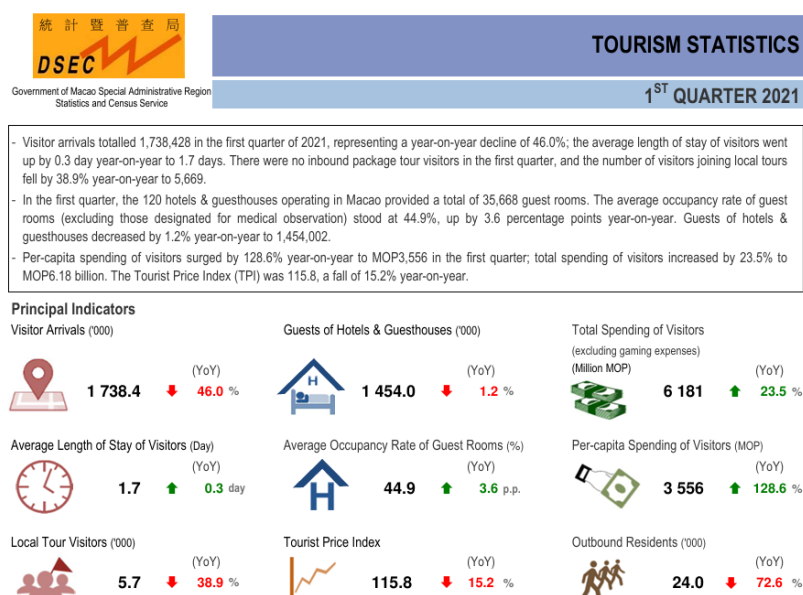 統計暨普查局
DSEC
Government of Macao Special Administrative Region
Statistics and Census Service
TOURISM STATISTICS
1ST QUARTER 2021
- Visitor arrivals totalled 1,738,428 in the first quarter of 2021, representing a year-on-year decline of 46.0%; the average length of stay of visitors went
up by 0.3 day year-on-year to 1.7 days. There were no inbound package tour visitors in the first quarter, and the number of visitors joining local tours
fell by 38.9% year-on-year to 5,669.
- In the first quarter, the 120 hotels & guesthouses operating in Macao provided a total of 35,668 guest rooms. The average occupancy rate of guest
rooms (excluding those designated for medical observation) stood at 44.9%, up by 3.6 percentage points year-on-year. Guests of hotels &
guesthouses decreased by 1.2% year-on-year to 1,454,002.
- Per-capita spending of visitors surged by 128.6% year-on-year to MOP3,556 in the first quarter; total spending of visitors increased by 23.5% to
MOP6.18 billion. The Tourist Price Index (TPI) was 115.8, a fall of 15.2% year-on-year.
Principal Indicators
Visitor Arrivals ('000)
(YoY)
1 738.4 46.0 %
Guests of Hotels & Guesthouses ('000)
H
(YoY)
1 454.0 1.2 %
Total Spending of Visitors
(excluding gaming expenses)
(Million MOP)
(YoY)
6 181 23.5 %
Average Length of Stay of Visitors (Day)
(YoY)
1.7 0.3 day
Average Occupancy Rate of Guest Rooms (%)
H
(YoY)
44.9 3.6 p.p.
Per-capita Spending of Visitors (MOP)
(YoY)
3 556 128.6 %
Local Tour Visitors ('000)
(YoY)
5.7 38.9 %
Tourist Price Index
(YoY)
115.8 15.2 %
Outbound Residents ('000)
(YoY)
24.0 72.6 %